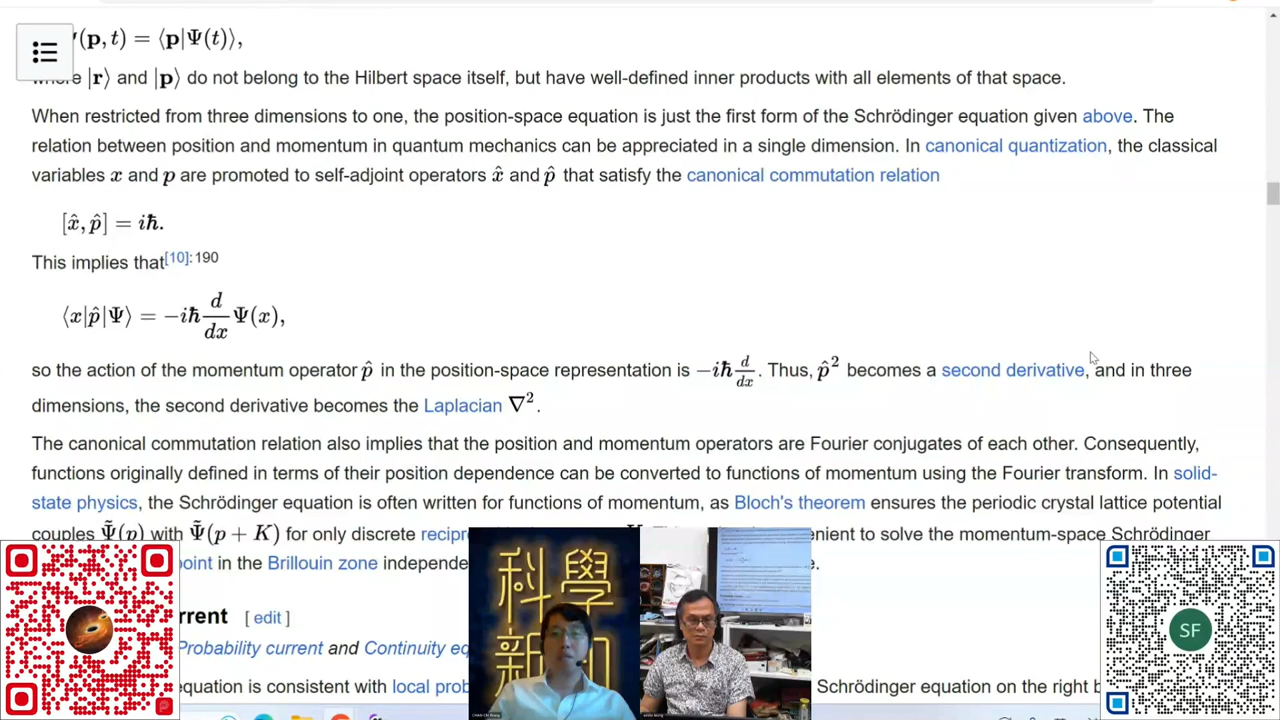 (p, t) = ⟨p|Ψ(t)⟩,
|r⟩ and |p⟩ do not belong to the Hilbert space itself, but have well-defined inner products with all elements of that space.
When restricted from three dimensions to one, the position-space equation is just the first form of the Schrödinger equation given above. The
relation between position and momentum in quantum mechanics can be appreciated in a single dimension. In canonical quantization, the classical
variables x and p are promoted to self-adjoint operators x̂ and p̂ that satisfy the canonical commutation relation
[x̂, p̂] = iħ.
This implies that[10]: 190
⟨x|p̂|Ψ⟩ = −iħ d/dx Ψ(x),
so the action of the momentum operator p̂ in the position-space representation is −iħ d/dx. Thus, p̂² becomes a second derivative, and in three
dimensions, the second derivative becomes the Laplacian ∇².
The canonical commutation relation also implies that the position and momentum operators are Fourier conjugates of each other. Consequently,
functions originally defined in terms of their position dependence can be converted to functions of momentum using the Fourier transform. In solid-
state physics, the Schrödinger equation is often written for functions of momentum, as Bloch's theorem ensures the periodic crystal lattice potential
couples Ψ̃(p) with Ψ̃(p + K) for only discrete recipr enient to solve the momentum-space Schrödinger
oint in the Brillouin zone independe e.
rrent [ edit ]
Probability current and Continuity eq
equation is consistent with local prob Schrödinger equation on the right
科學
新知
SF